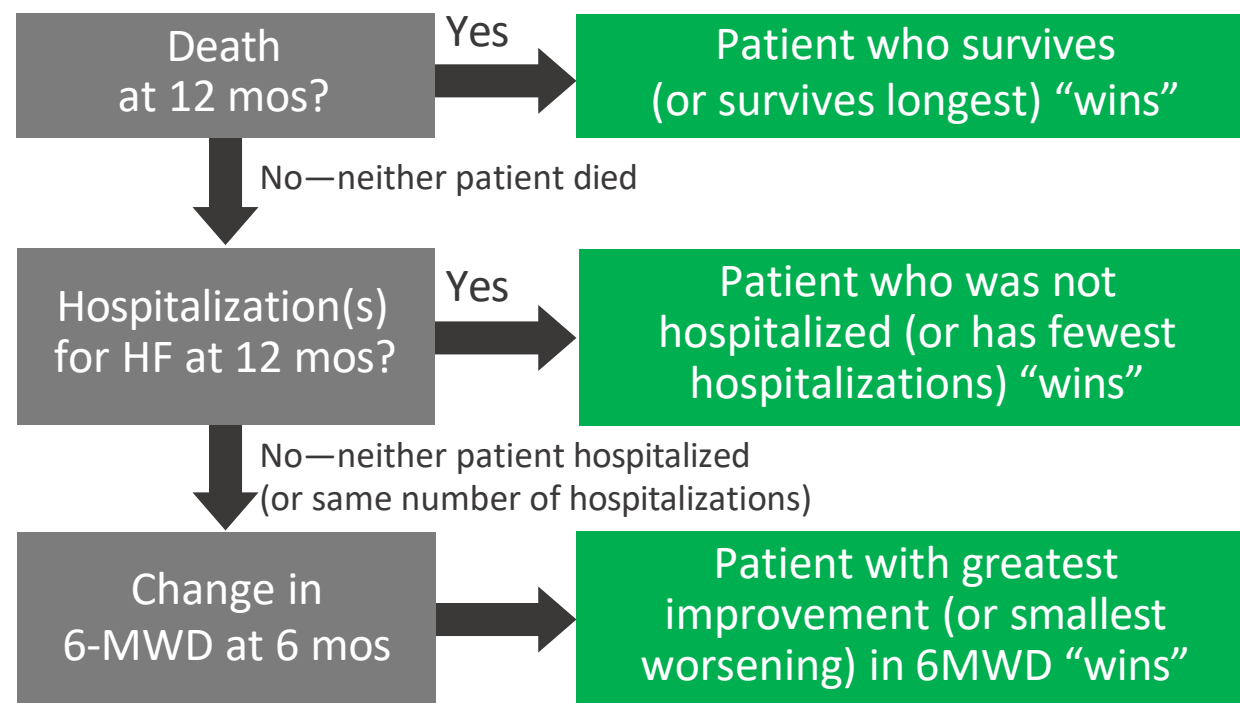 Death
at 12 mos?
Yes
Patient who survives
(or survives longest) “wins”
No—neither patient died
Hospitalization(s)
for HF at 12 mos?
Yes
Patient who was not
hospitalized (or has fewest
hospitalizations) “wins”
No—neither patient hospitalized
(or same number of hospitalizations)
Change in
6-MWD at 6 mos
Patient with greatest
improvement (or smallest
worsening) in 6MWD “wins”